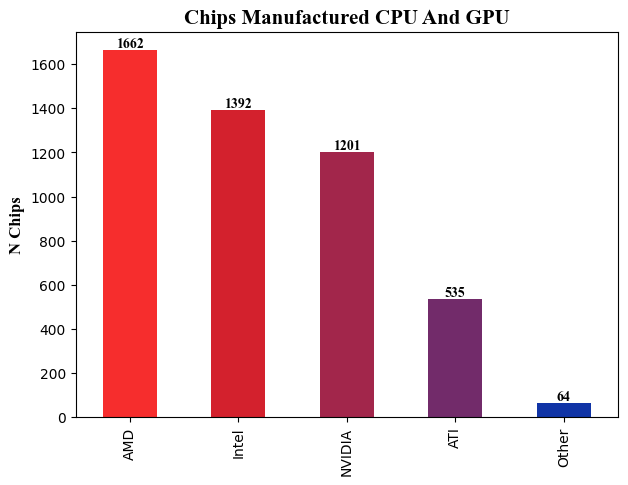 Chips Manufactured CPU And GPU
N Chips
1600
1400
1200
1000
800
600
400
200
0
1662
1392
1201
535
64
AMD
Intel
NVIDIA
ATI
Other